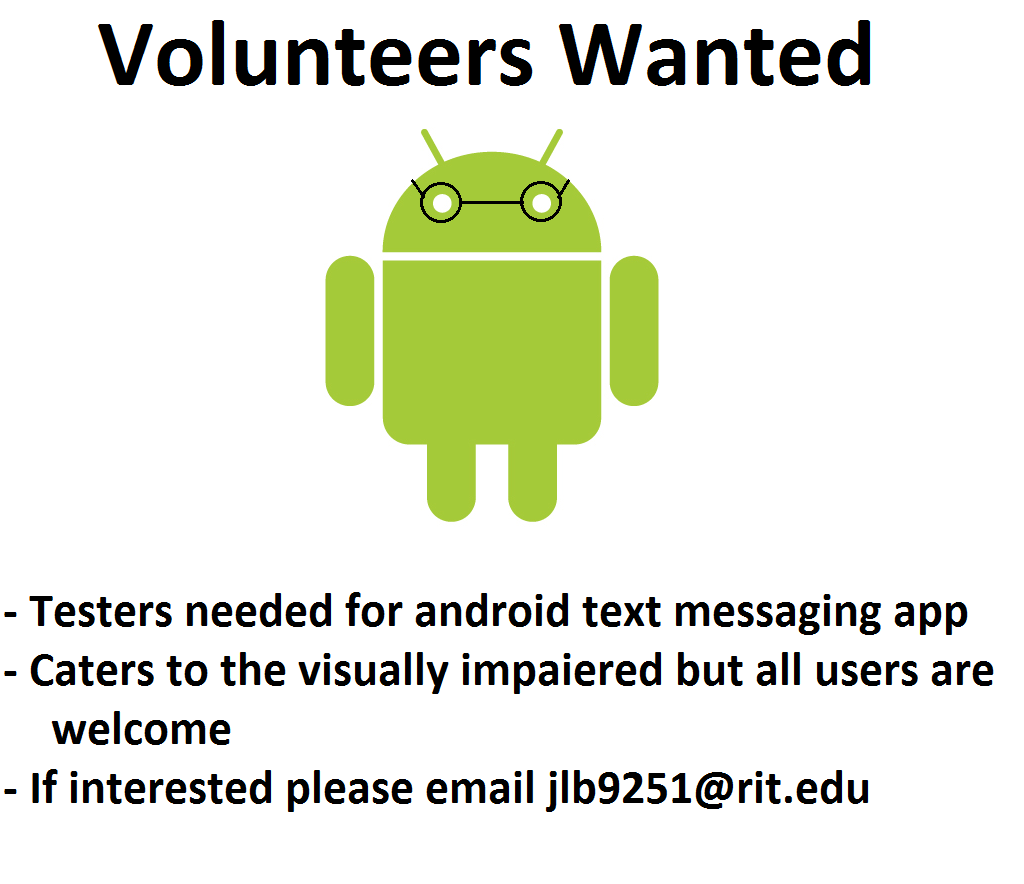 Volunteers Wanted
- Testers needed for android text messaging app
- Caters to the visually impaiered but all users are
welcome
- If interested please email jlb9251@rit.edu